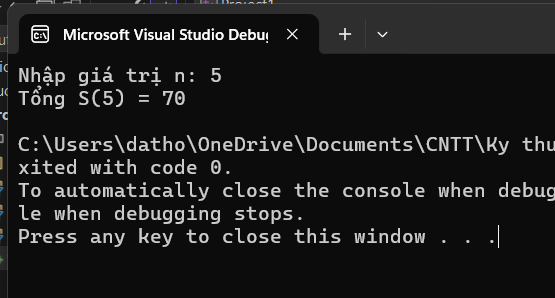 Project1
Microsoft Visual Studio Debu
Nhập giá trị n: 5
Tổng S(5) = 70
C:\Users\datho\OneDrive\Documents\CNTT\Ky thu
xited with code 0.
To automatically close the console when debug
le when debugging stops.
Press any key to close this window . . .